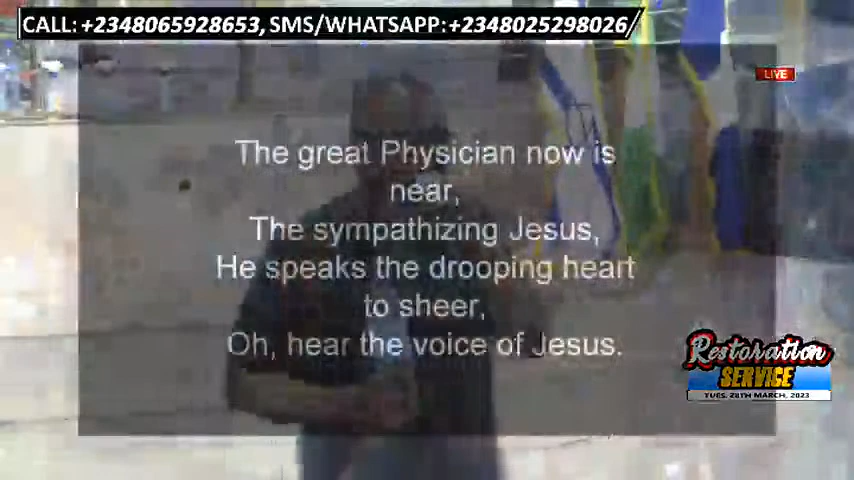 CALL: +2348065928653, SMS/WHATSAPP: +2348025298026
LIVE
The great Physician now is
near,
The sympathizing Jesus,
He speaks the drooping heart
to sheer,
Oh, hear the voice of Jesus.
Restoration
SERVICE
TUES, 28TH MARCH, 2023